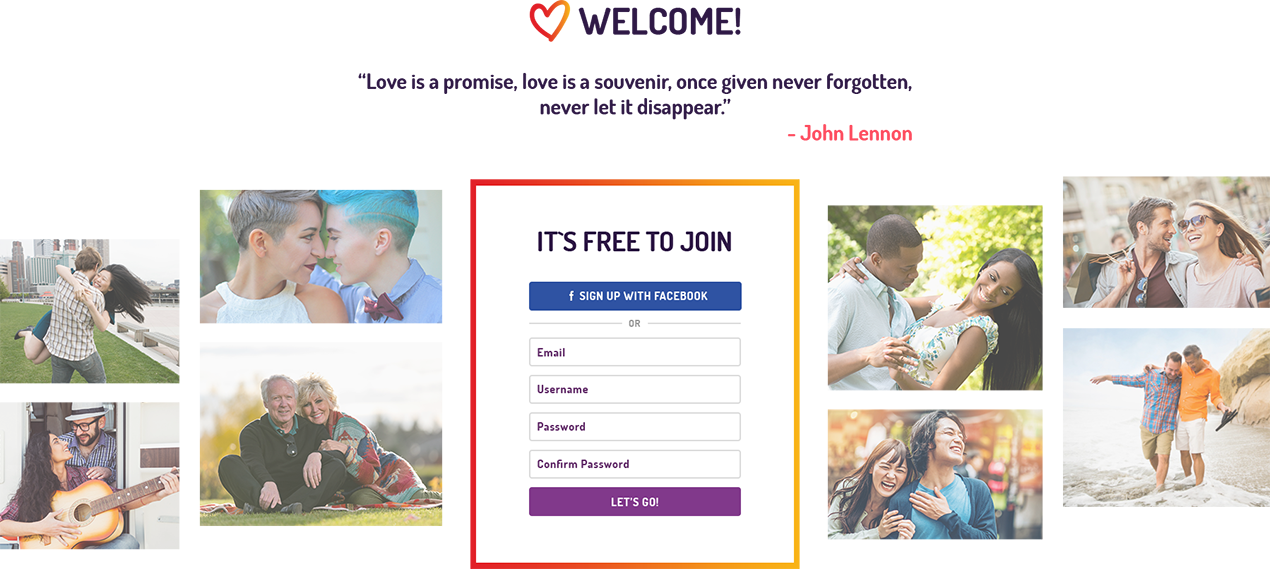 WELCOME!
“Love is a promise, love is a souvenir, once given never forgotten,
never let it disappear.”
- John Lennon
IT`S FREE TO JOIN
f SIGN UP WITH FACEBOOK
OR
Email
Username
Password
Confirm Password
LET'S GO!